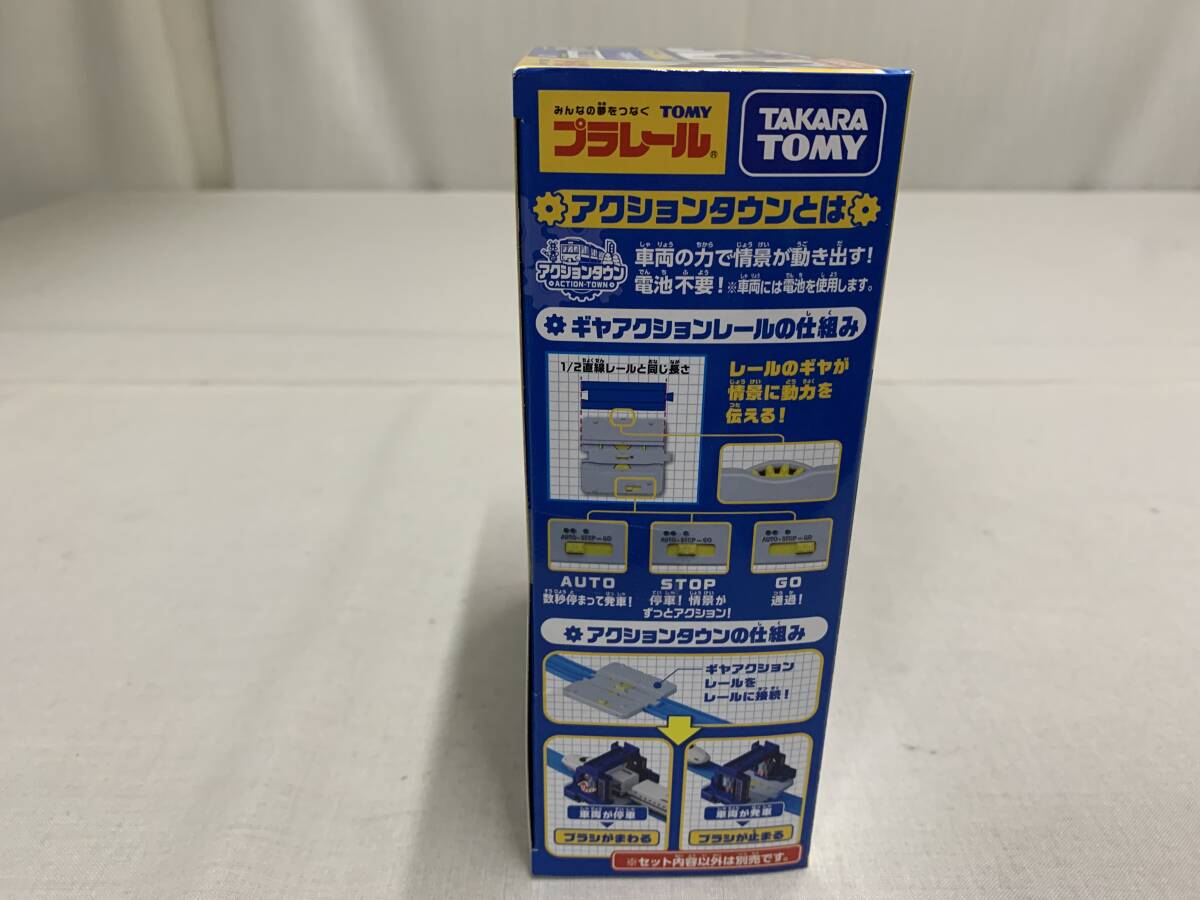 みんなの夢をつなぐ TOMY
プラレール®
TAKARA
TOMY
アクションタウンとは
アクションタウン
ACTION-TOWN
車両の力で情景が動き出す!
電池不要!※車両には電池を使用します。
ギヤアクションレールの仕組み
1/2直線レールと同じ長さ
レールのギヤが
情景に動力を
伝える!
AUTO・STOP・GO
AUTO・STOP・GO
AUTO・STOP・GO
AUTO
数秒停まって発車!
STOP
停車!情景が
ずっとアクション!
GO
通過!
アクションタウンの仕組み
ギヤアクション
レールを
レールに接続!
車両が停車
ブラシがまわる
車両が発車
ブラシが止まる
※セット内容以外は別売です。